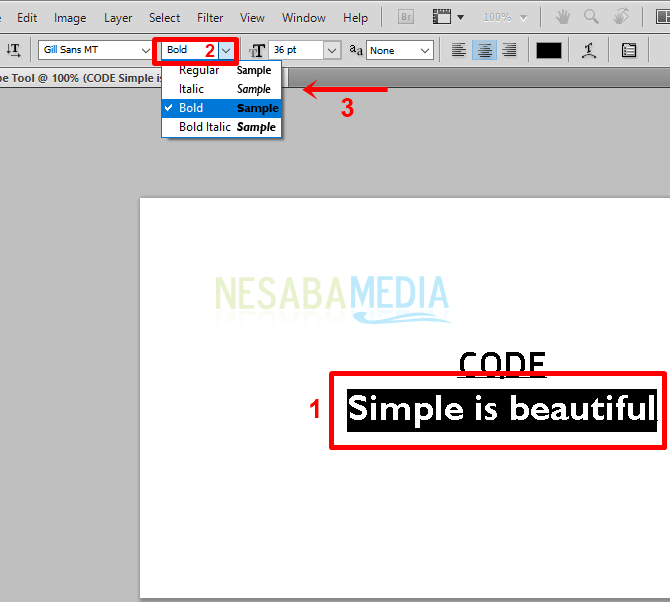 Edit Image Layer Select Filter View Window Help Br 100%
T Gill Sans MT Bold 2 TT 36 pt aa None
pe Tool @ 100% (CODE Simple is
Regular Sample
Italic Sample
Bold Sample
Bold Italic Sample
3
NESABAMEDIA
CODE
1 Simple is beautiful